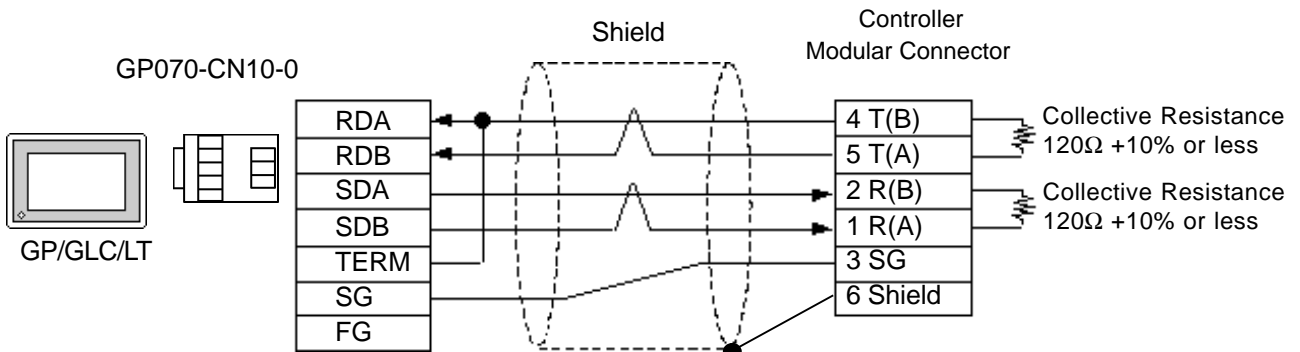 Shield
Controller
Modular Connector
GP070-CN10-0
GP/GLC/LT
RDA
RDB
SDA
SDB
TERM
SG
FG
4 T(B)
5 T(A)
2 R(B)
1 R(A)
3 SG
6 Shield
Collective Resistance
120Ω +10% or less
Collective Resistance
120Ω +10% or less